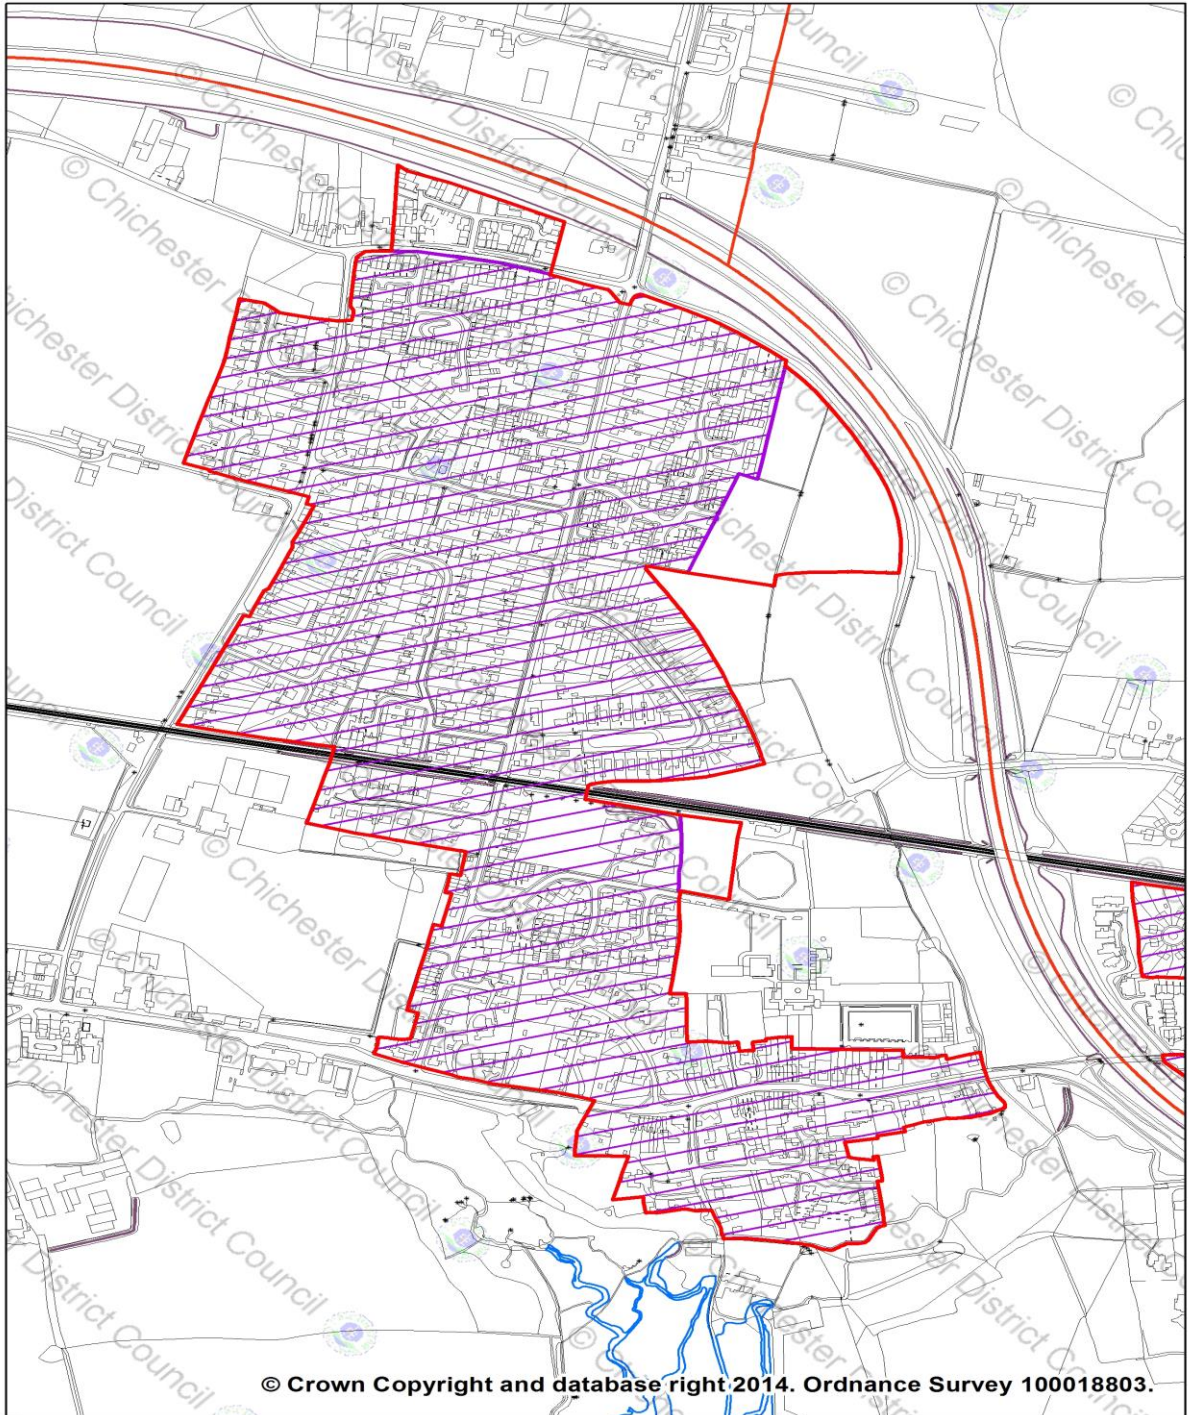 © Chichester District Council
© Crown Copyright and database right 2014. Ordnance Survey 100018803.